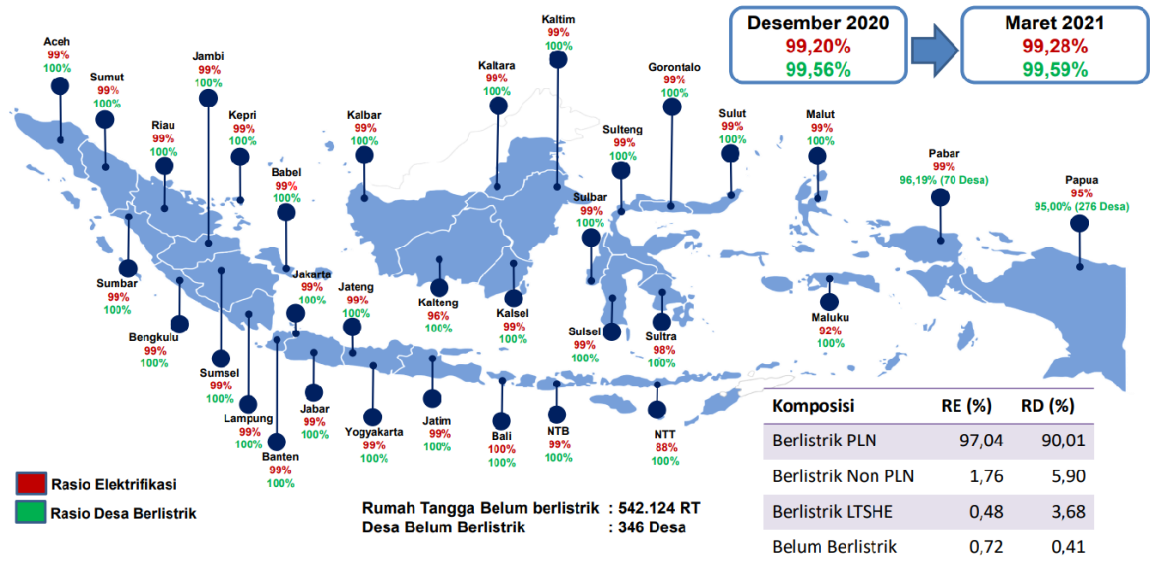 Desember 2020
99,20%
99,56%
Maret 2021
99,28%
99,59%
Aceh
99%
100%
Sumut
99%
100%
Riau
99%
100%
Jambi
99%
100%
Kepri
99%
100%
Babel
99%
100%
Kalbar
99%
100%
Kaltara
99%
100%
Kaltim
99%
100%
Sulteng
99%
100%
Gorontalo
99%
100%
Sulut
99%
100%
Malut
99%
100%
Pabar
99%
96,19% (70 Desa)
Papua
95%
95,00% (276 Desa)
Sulbar
99%
100%
Sumbar
99%
100%
Bengkulu
99%
100%
Sumsel
99%
100%
Lampung
99%
100%
Banten
99%
100%
Jakarta
99%
100%
Jabar
99%
100%
Jateng
99%
100%
Yogyakarta
99%
100%
Jatim
99%
100%
Kalteng
96%
100%
Kalsel
99%
100%
Bali
100%
100%
NTB
99%
100%
Sulsel
99%
100%
Sultra
98%
100%
NTT
88%
100%
Maluku
92%
100%
Rasio Elektrifikasi
Rasio Desa Berlistrik
Rumah Tangga Belum berlistrik : 542.124 RT
Desa Belum Berlistrik : 346 Desa
Komposisi RE (%) RD (%)
Berlistrik PLN 97,04 90,01
Berlistrik Non PLN 1,76 5,90
Berlistrik LTSHE 0,48 3,68
Belum Berlistrik 0,72 0,41